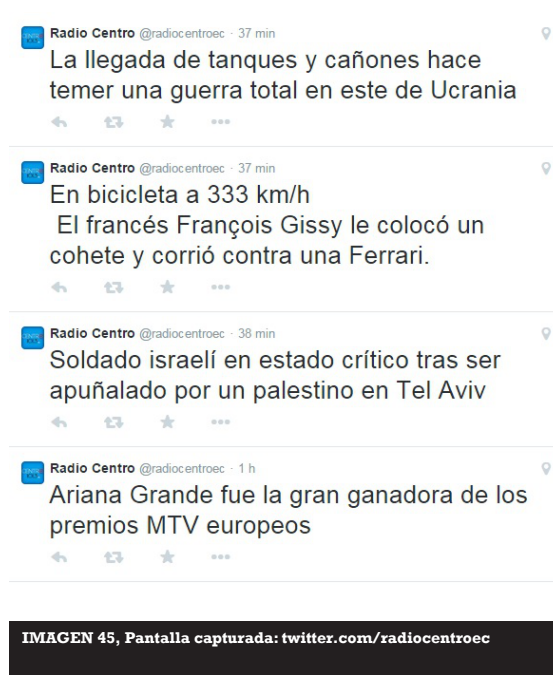 Radio Centro @radiocentroec · 37 min
La llegada de tanques y cañones hace
temer una guerra total en este de Ucrania
Radio Centro @radiocentroec · 37 min
En bicicleta a 333 km/h
El francés François Gissy le colocó un
cohete y corrió contra una Ferrari.
Radio Centro @radiocentroec · 38 min
Soldado israelí en estado crítico tras ser
apuñalado por un palestino en Tel Aviv
Radio Centro @radiocentroec · 1 h
Ariana Grande fue la gran ganadora de los
premios MTV europeos
IMAGEN 45, Pantalla capturada: twitter.com/radiocentroec